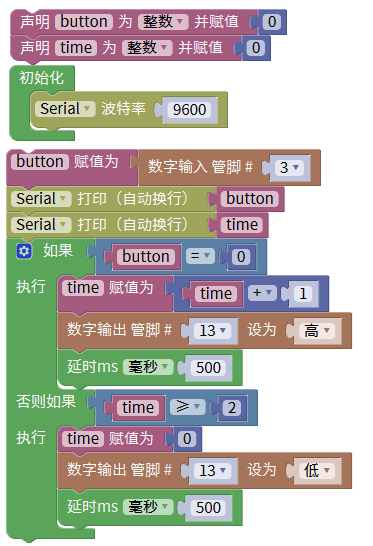 声明 button 为 整数 并赋值 0
声明 time 为 整数 并赋值 0
初始化
Serial 波特率 9600
button 赋值为 数字输入 管脚 # 3
Serial 打印（自动换行） button
Serial 打印（自动换行） time
如果 button = 0
执行 time 赋值为 time + 1
数字输出 管脚 # 13 设为 高
延时ms 毫秒 500
否则如果 time ≥ 2
执行 time 赋值为 0
数字输出 管脚 # 13 设为 低
延时ms 毫秒 500